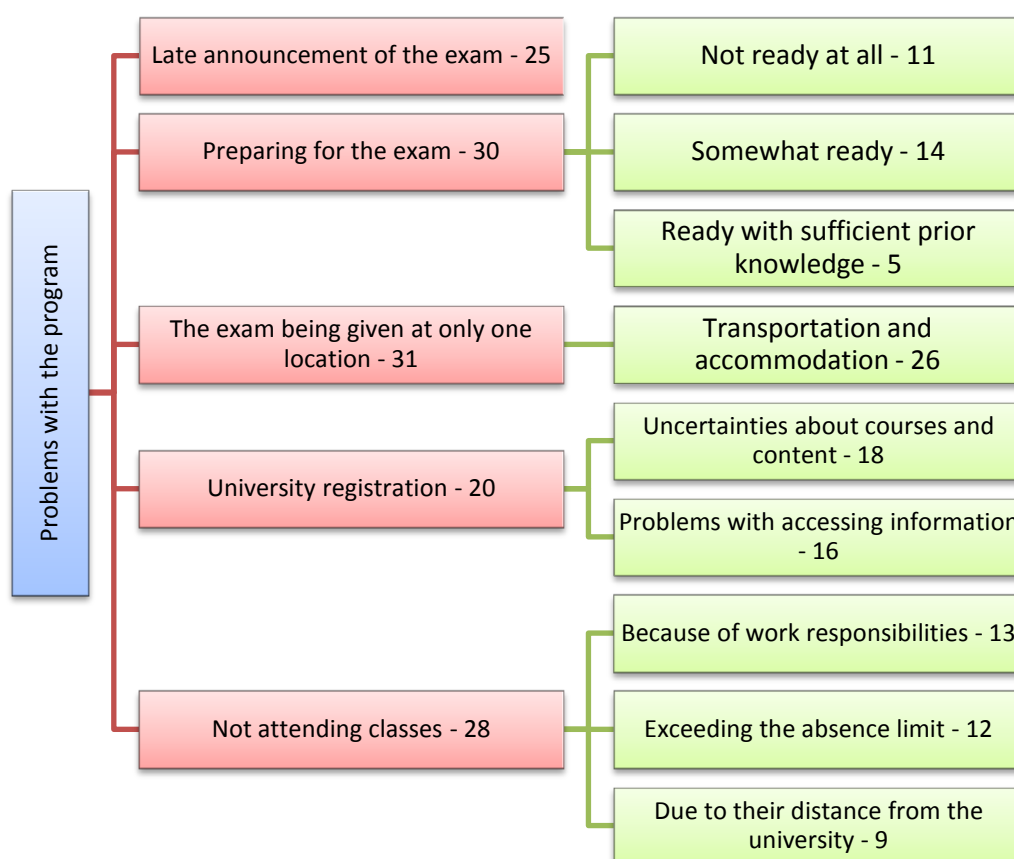 Problems with the program
Late announcement of the exam - 25
Preparing for the exam - 30
Not ready at all - 11
Somewhat ready - 14
Ready with sufficient prior
knowledge - 5
The exam being given at only one
location - 31
Transportation and
accommodation - 26
University registration - 20
Uncertainties about courses and
content - 18
Problems with accessing information
- 16
Not attending classes - 28
Because of work responsibilities - 13
Exceeding the absence limit - 12
Due to their distance from the
university - 9